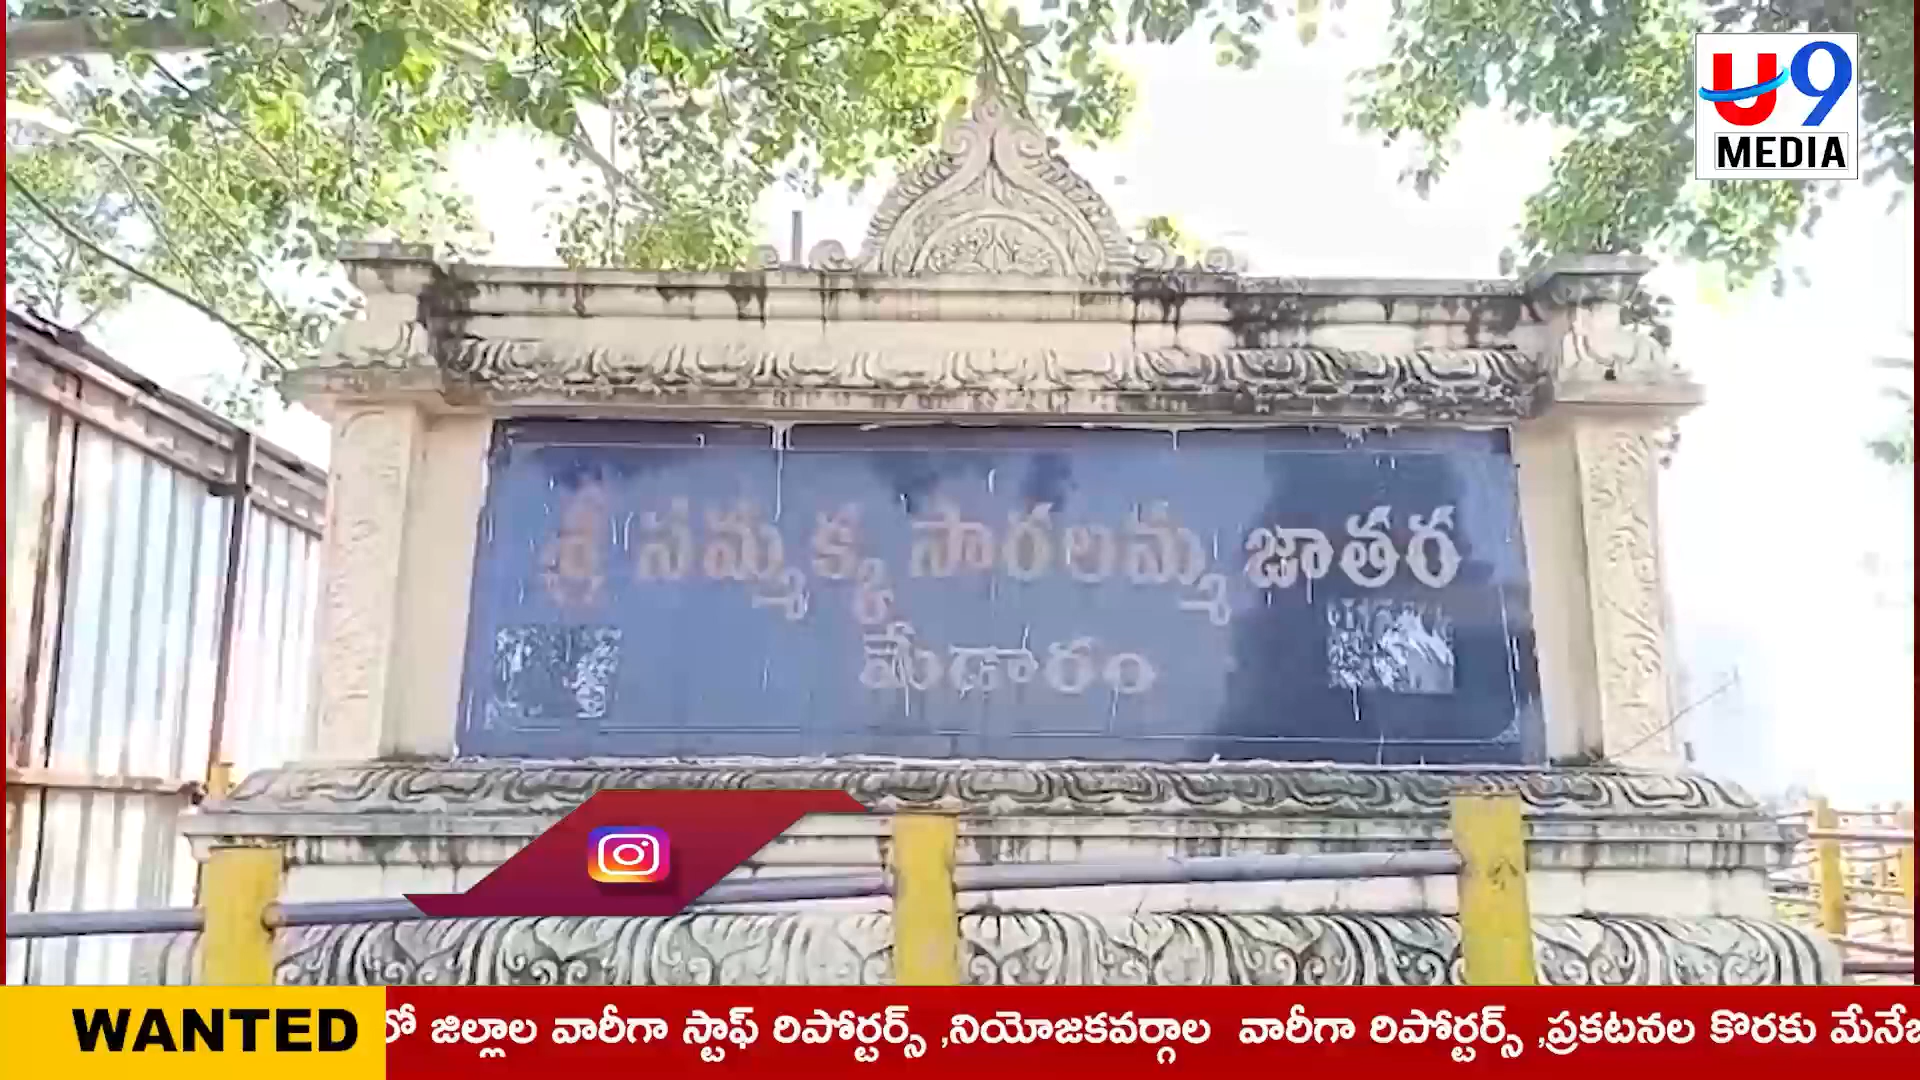 U9
MEDIA
శ్రీ సమ్మక్క సారలమ్మ జాతర
మేడారం
WANTED
లో జిల్లాల వారీగా స్టాఫ్ రిపోర్టర్స్ ,నియోజకవర్గాల వారీగా రిపోర్టర్స్ ,ప్రకటనల కొరకు మేనేజ